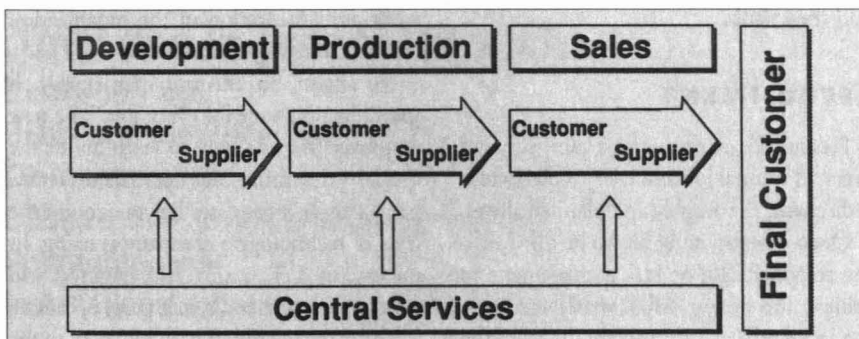 Development Production Sales
Customer Customer Customer
Supplier Supplier Supplier
Central Services
Final Customer